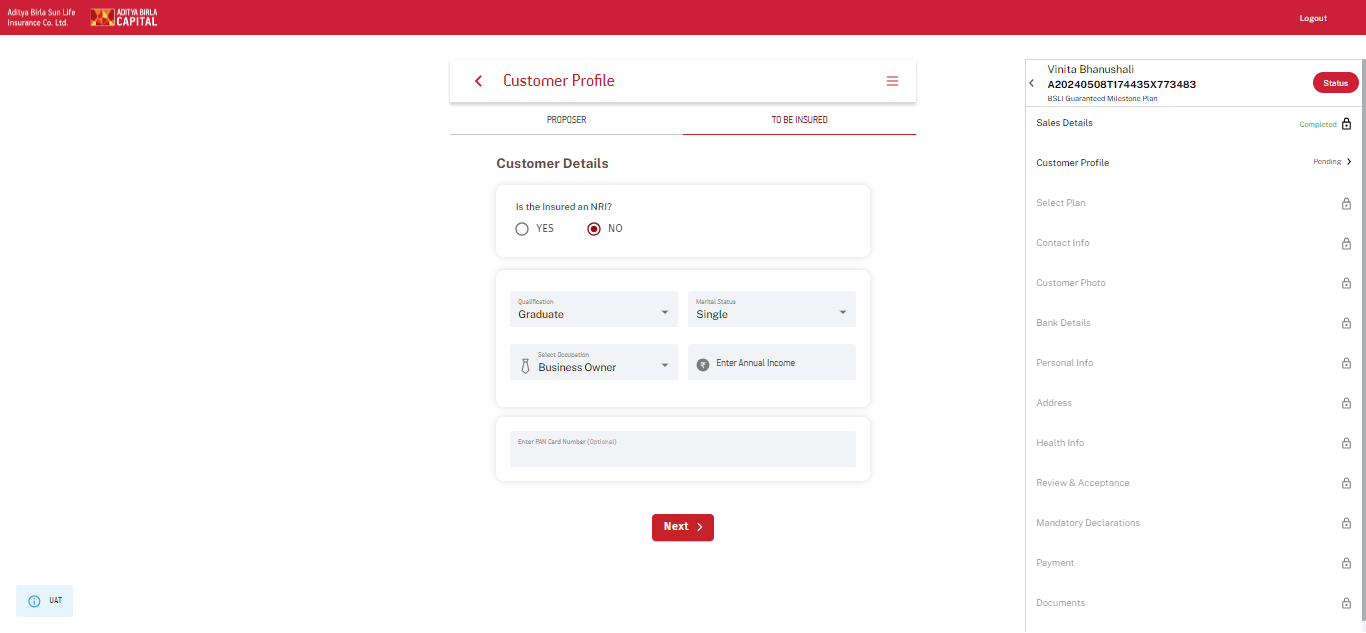 Aditya Birla Sun Life
Insurance Co. Ltd.
ADITYA BIRLA
CAPITAL
Logout
Customer Profile
PROPOSER
TO BE INSURED
Customer Details
Is the Insured an NRI?
YES
NO
Qualification
Graduate
Marital Status
Single
Select Occupation
Business Owner
₹
Enter Annual Income
Enter PAN Card Number (Optional)
Next
UAT
Vinita Bhanushali
A20240508T174435X773483
BSLI Guaranteed Milestone Plan
Status
Sales Details
Completed
Customer Profile
Pending
Select Plan
Contact Info
Customer Photo
Bank Details
Personal Info
Address
Health Info
Review & Acceptance
Mandatory Declarations
Payment
Documents